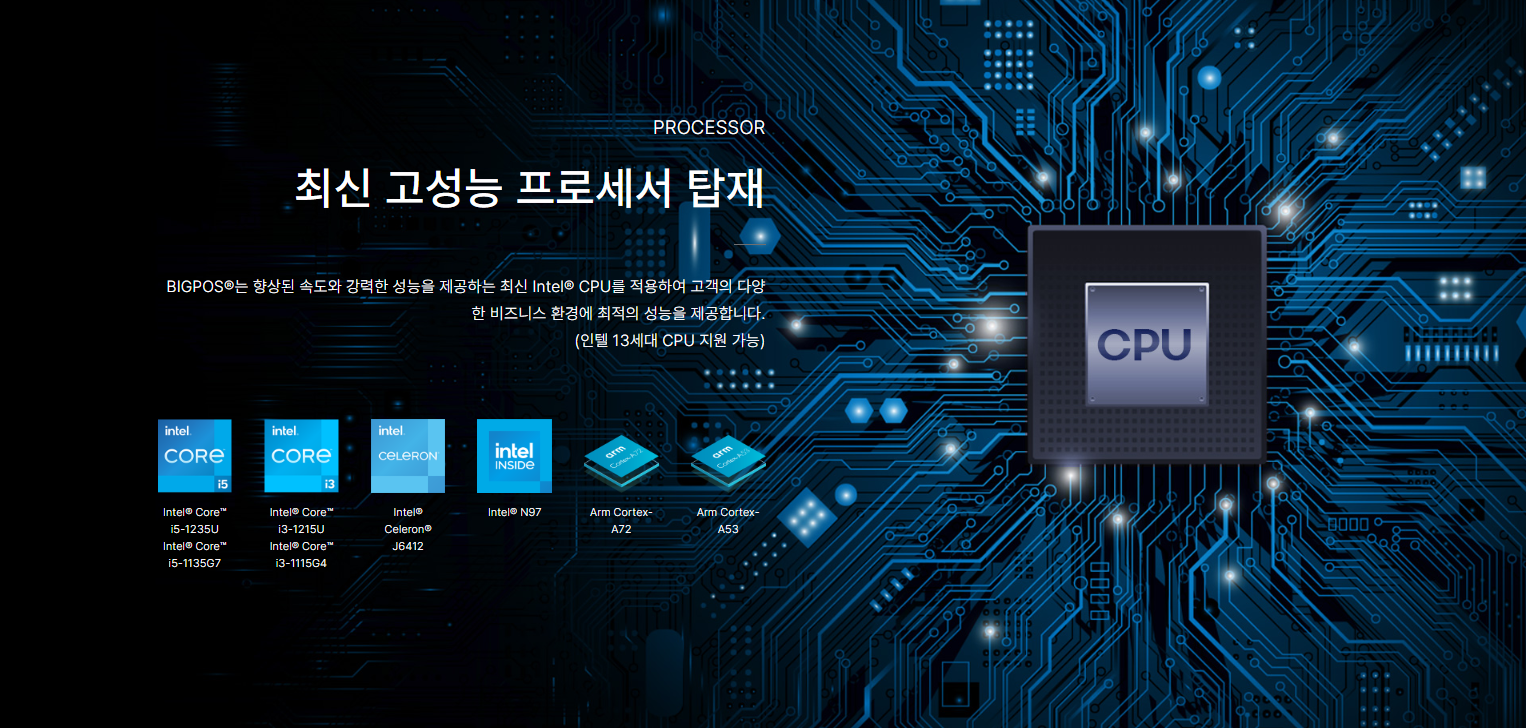 PROCESSOR
최신 고성능 프로세서 탑재
BIGPOS®는 향상된 속도와 강력한 성능을 제공하는 최신 Intel® CPU를 적용하여 고객의 다양
한 비즈니스 환경에 최적의 성능을 제공합니다.
(인텔 13세대 CPU 지원 가능)
intel.
CORE
i5
Intel® Core™
i5-1235U
Intel® Core™
i5-1135G7
intel.
CORE
i3
Intel® Core™
i3-1215U
Intel® Core™
i3-1115G4
intel.
CELERON
Intel®
Celeron®
J6412
intel
INSIDE
Intel® N97
arm
Cortex-A72
Arm Cortex-
A72
arm
Cortex-A53
Arm Cortex-
A53
CPU